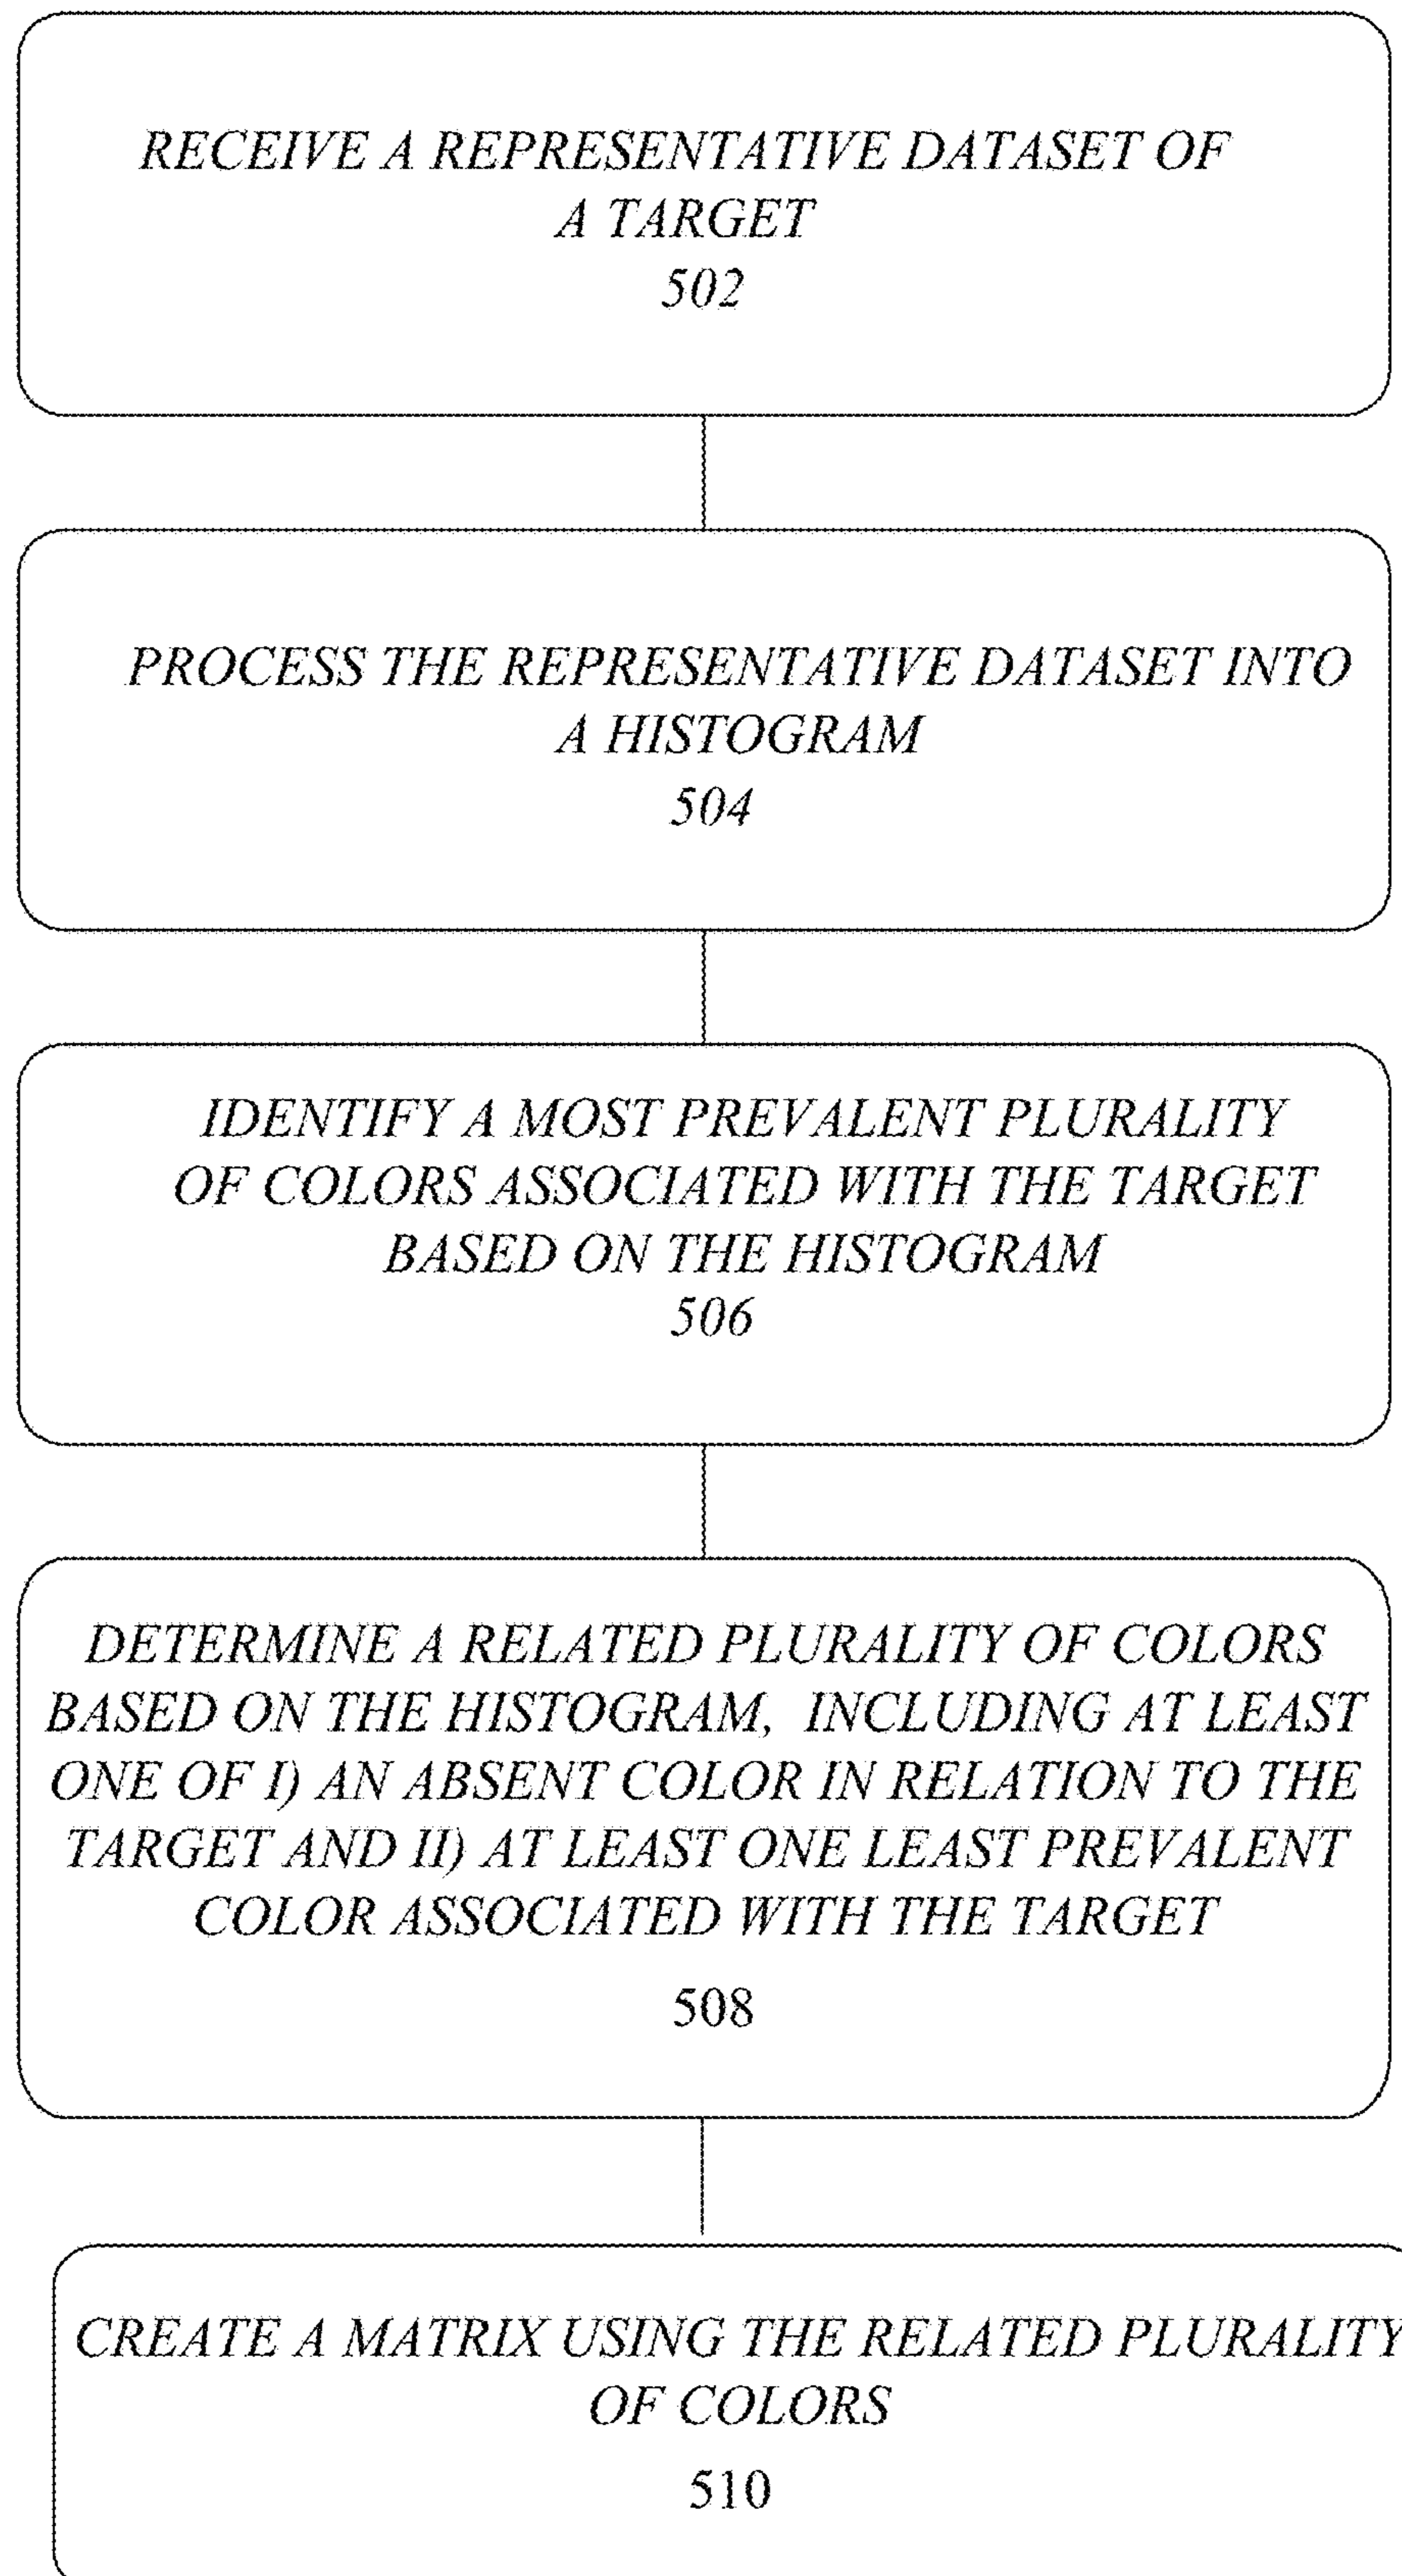 RECEIVE A REPRESENTATIVE DATASET OF
A TARGET
502
PROCESS THE REPRESENTATIVE DATASET INTO
A HISTOGRAM
504
IDENTIFY A MOST PREVALENT PLURALITY
OF COLORS ASSOCIATED WITH THE TARGET
BASED ON THE HISTOGRAM
506
DETERMINE A RELATED PLURALITY OF COLORS
BASED ON THE HISTOGRAM, INCLUDING AT LEAST
ONE OF I) AN ABSENT COLOR IN RELATION TO THE
TARGET AND II) AT LEAST ONE LEAST PREVALENT
COLOR ASSOCIATED WITH THE TARGET
508
CREATE A MATRIX USING THE RELATED PLURALITY
OF COLORS
510